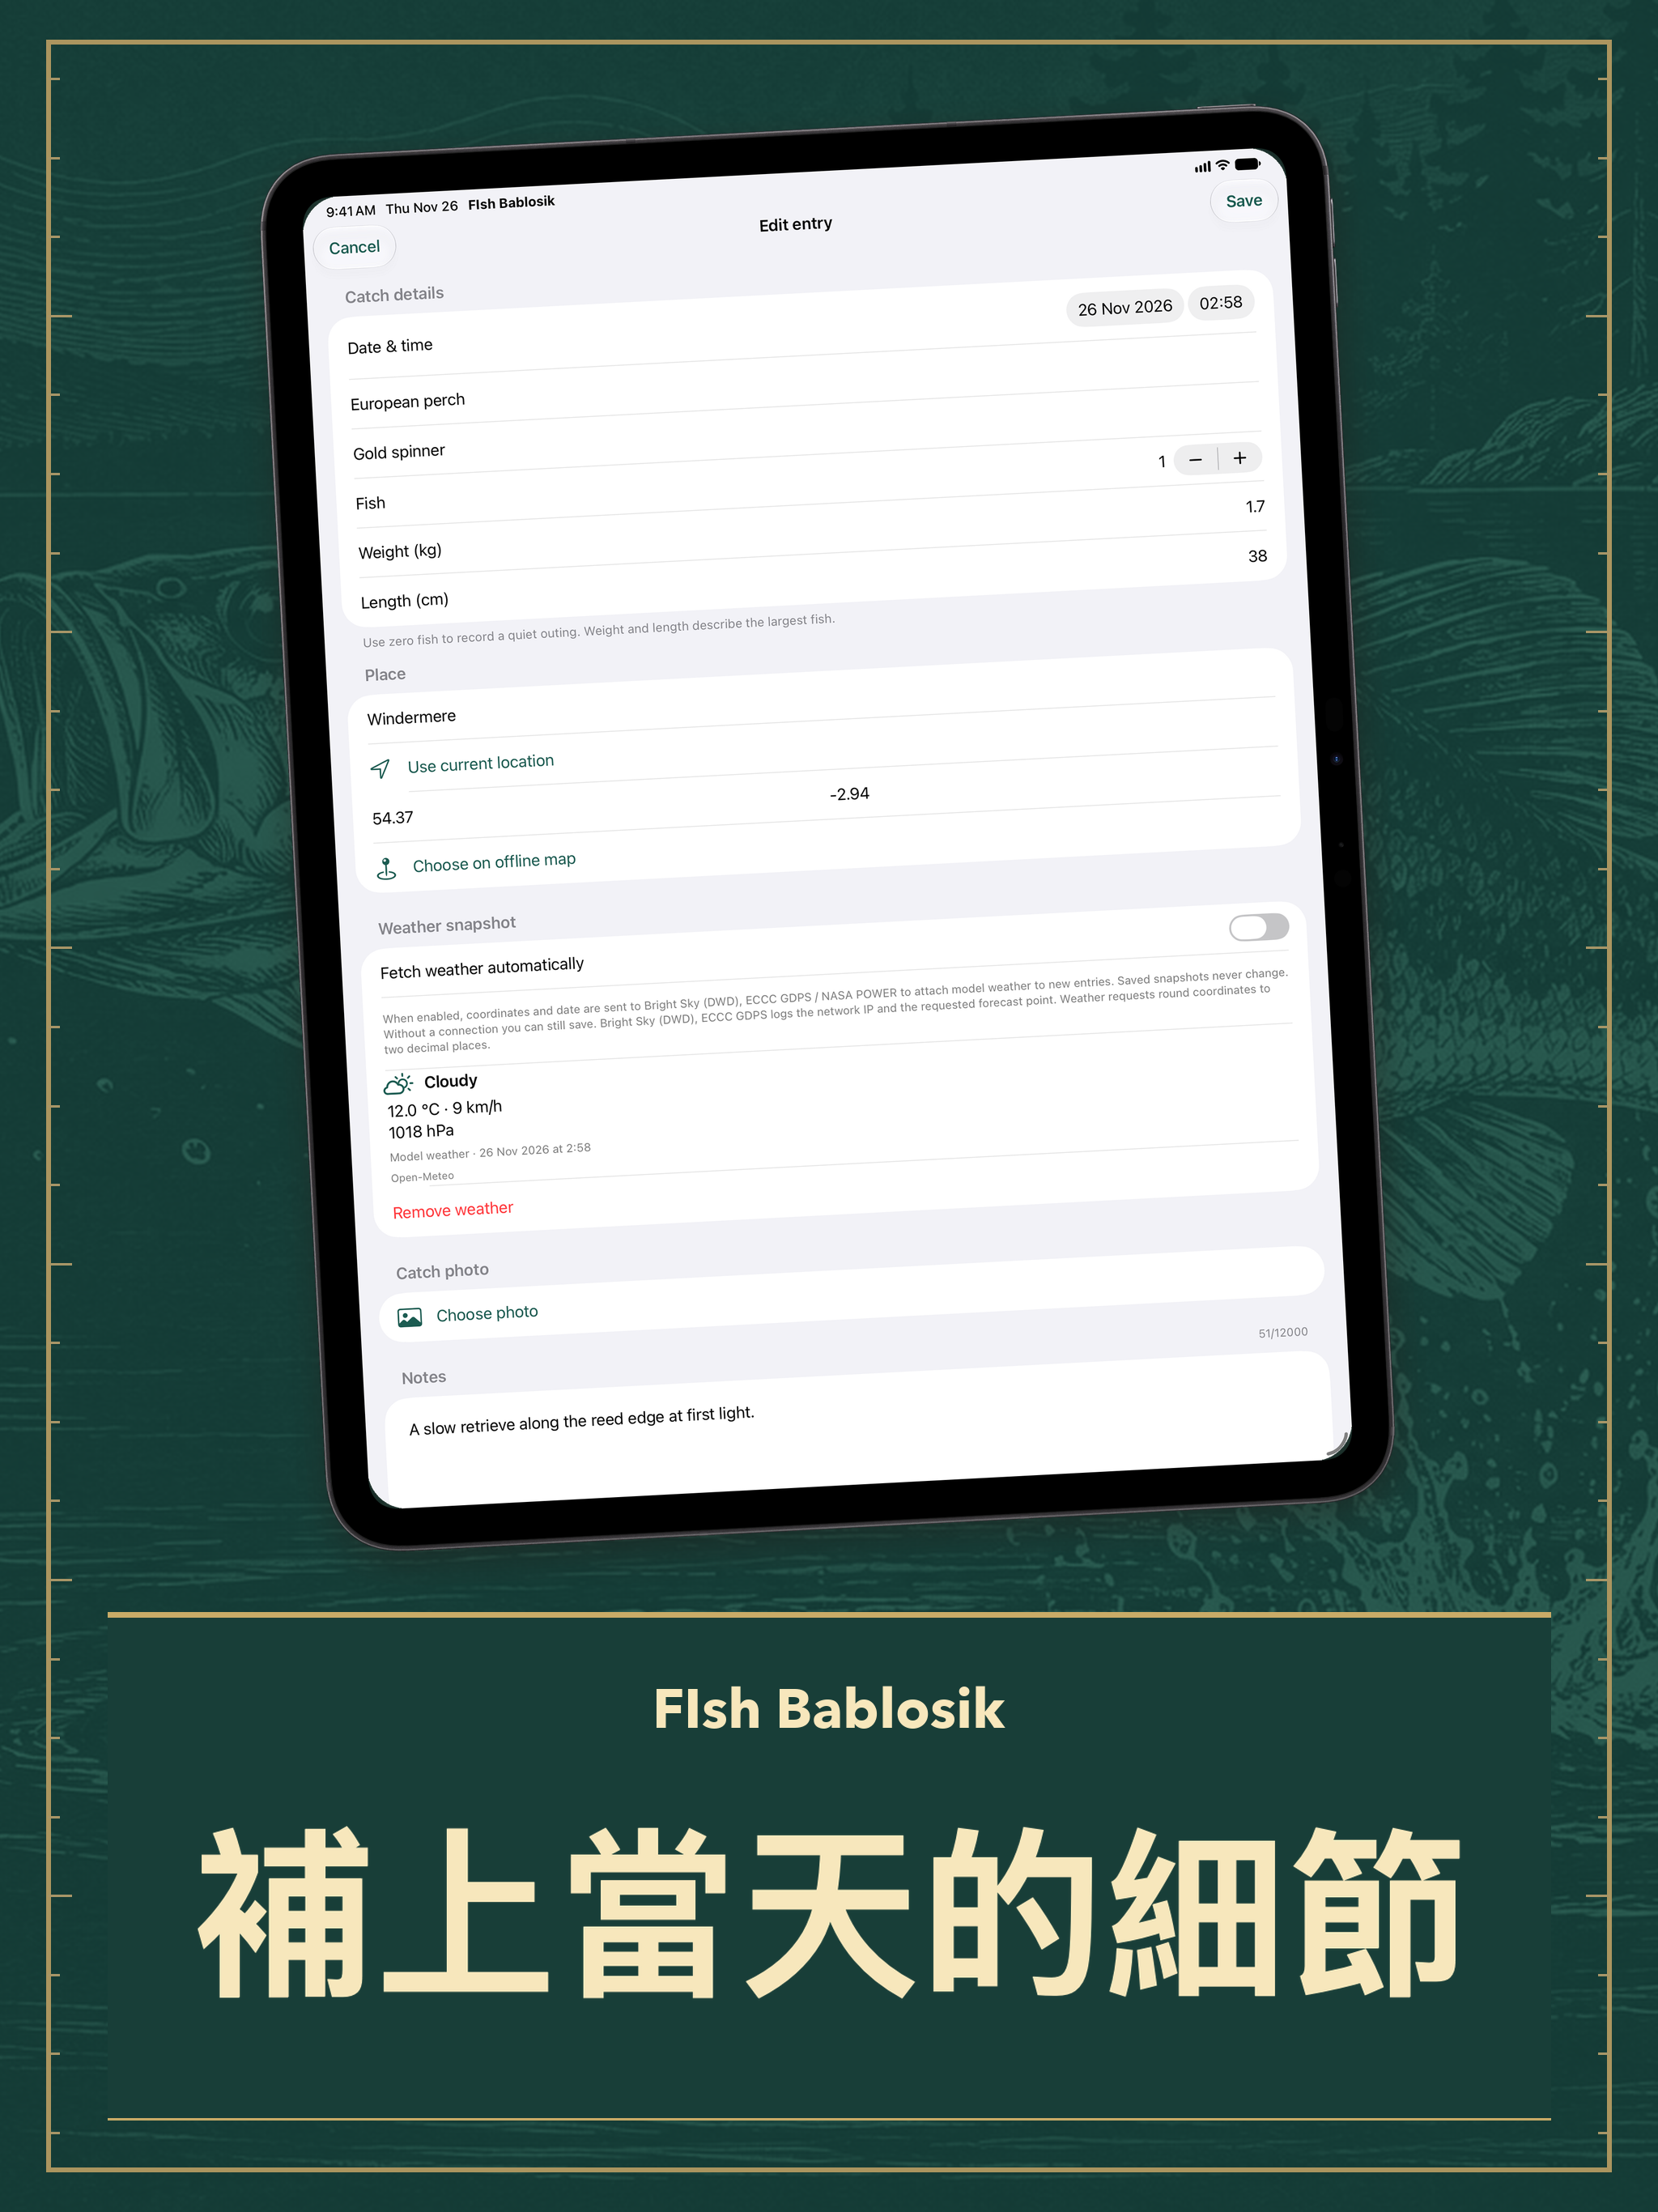 9:41 AM Thu Nov 26 FIsh Bablosik
Cancel
Edit entry
Save
Catch details
Date & time
26 Nov 2026
02:58
European perch
Gold spinner
Fish
1
− +
Weight (kg)
1.7
Length (cm)
38
Use zero fish to record a quiet outing. Weight and length describe the largest fish.
Place
Windermere
Use current location
54.37
-2.94
Choose on offline map
Weather snapshot
Fetch weather automatically
When enabled, coordinates and date are sent to Bright Sky (DWD), ECCC GDPS / NASA POWER to attach model weather to new entries. Saved snapshots never change.
Without a connection you can still save. Bright Sky (DWD), ECCC GDPS logs the network IP and the requested forecast point. Weather requests round coordinates to
two decimal places.
Cloudy
12.0 °C · 9 km/h
1018 hPa
Model weather · 26 Nov 2026 at 2:58
Open-Meteo
Remove weather
Catch photo
Choose photo
Notes
51/12000
A slow retrieve along the reed edge at first light.
FIsh Bablosik
補上當天的細節